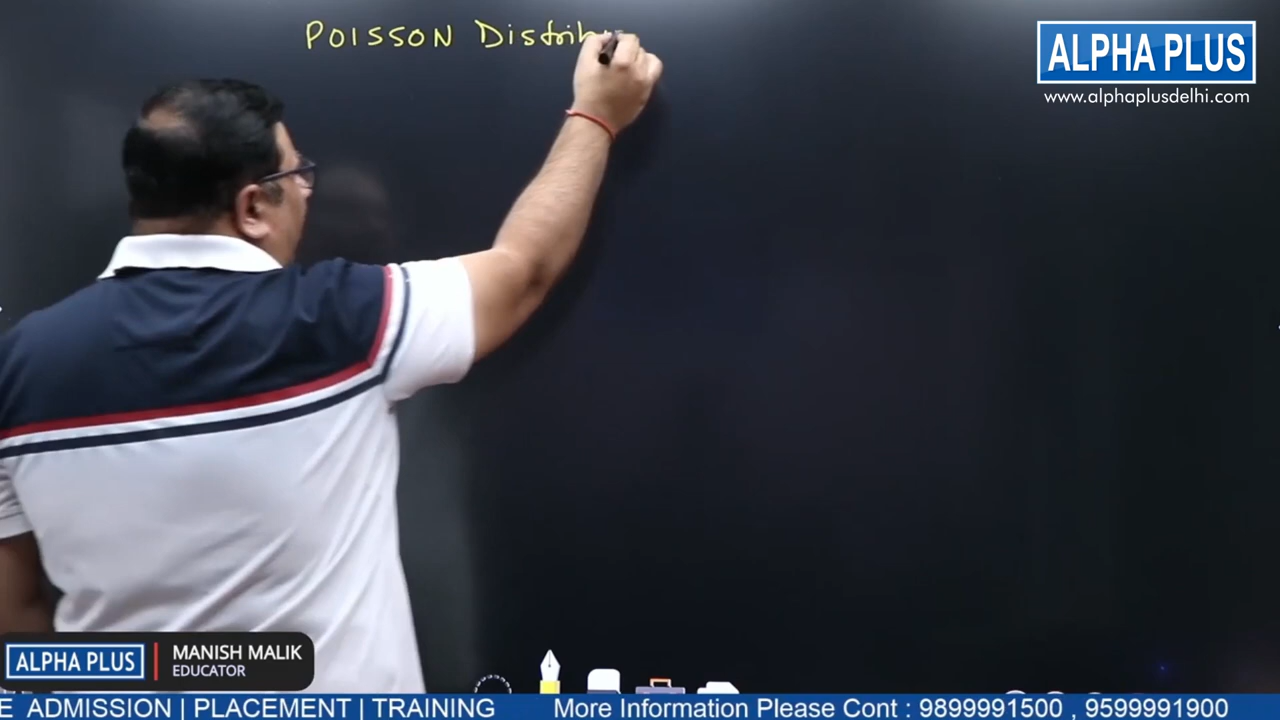 POISSON Distrib
ALPHA PLUS
www.alphaplusdelhi.com
ALPHA PLUS
MANISH MALIK
EDUCATOR
E ADMISSION | PLACEMENT | TRAINING More Information Please Cont : 9899991500 , 9599991900